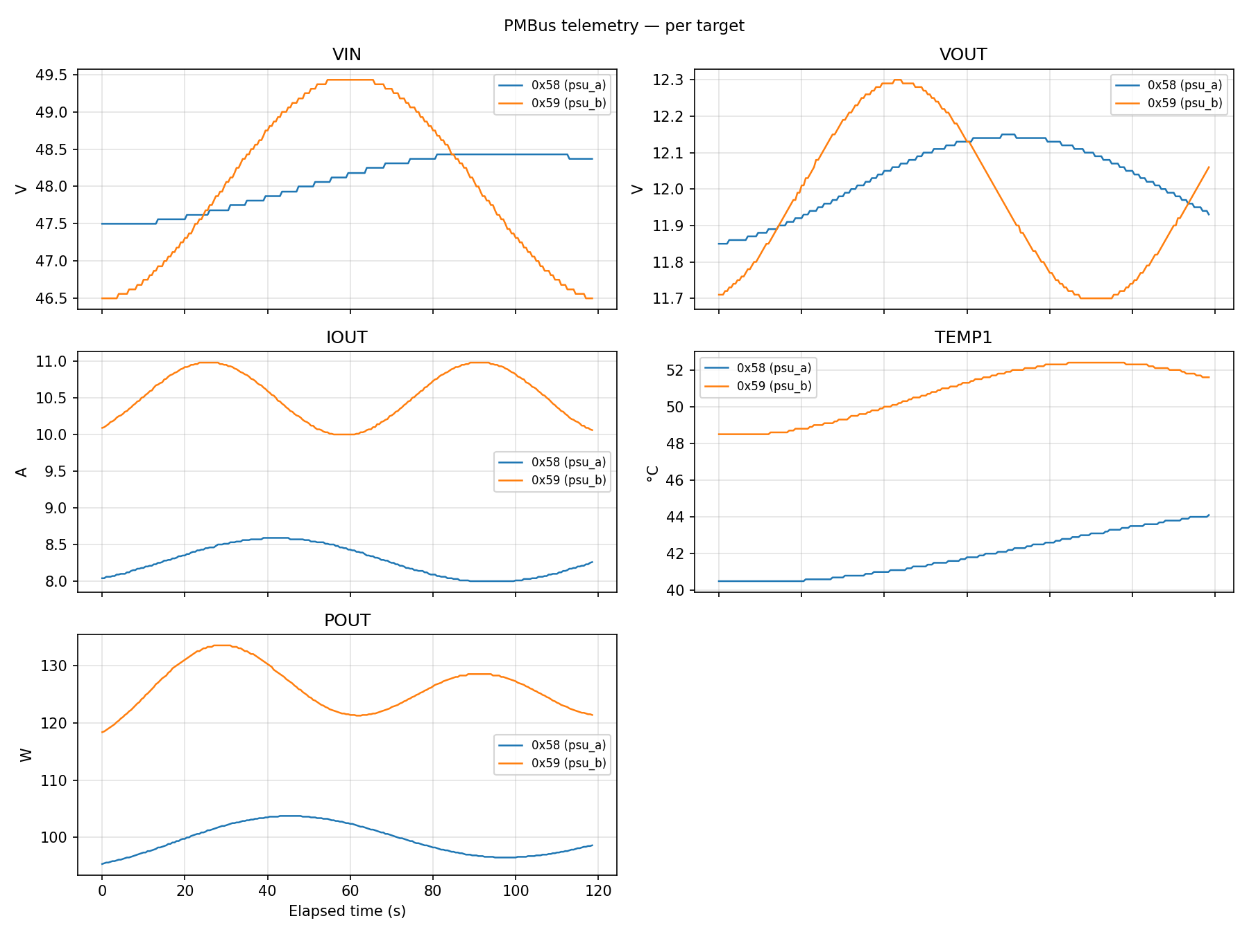 PMBus telemetry — per target
VIN
49.5
49.0
48.5
48.0
47.5
47.0
46.5
V
0x58 (psu_a)
0x59 (psu_b)
VOUT
12.3
12.2
12.1
12.0
11.9
11.8
11.7
V
0x58 (psu_a)
0x59 (psu_b)
IOUT
11.0
10.5
10.0
9.5
9.0
8.5
8.0
A
0x58 (psu_a)
0x59 (psu_b)
TEMP1
52
50
48
46
44
42
40
°C
0x58 (psu_a)
0x59 (psu_b)
POUT
130
120
110
100
W
0x58 (psu_a)
0x59 (psu_b)
0 20 40 60 80 100 120
Elapsed time (s)